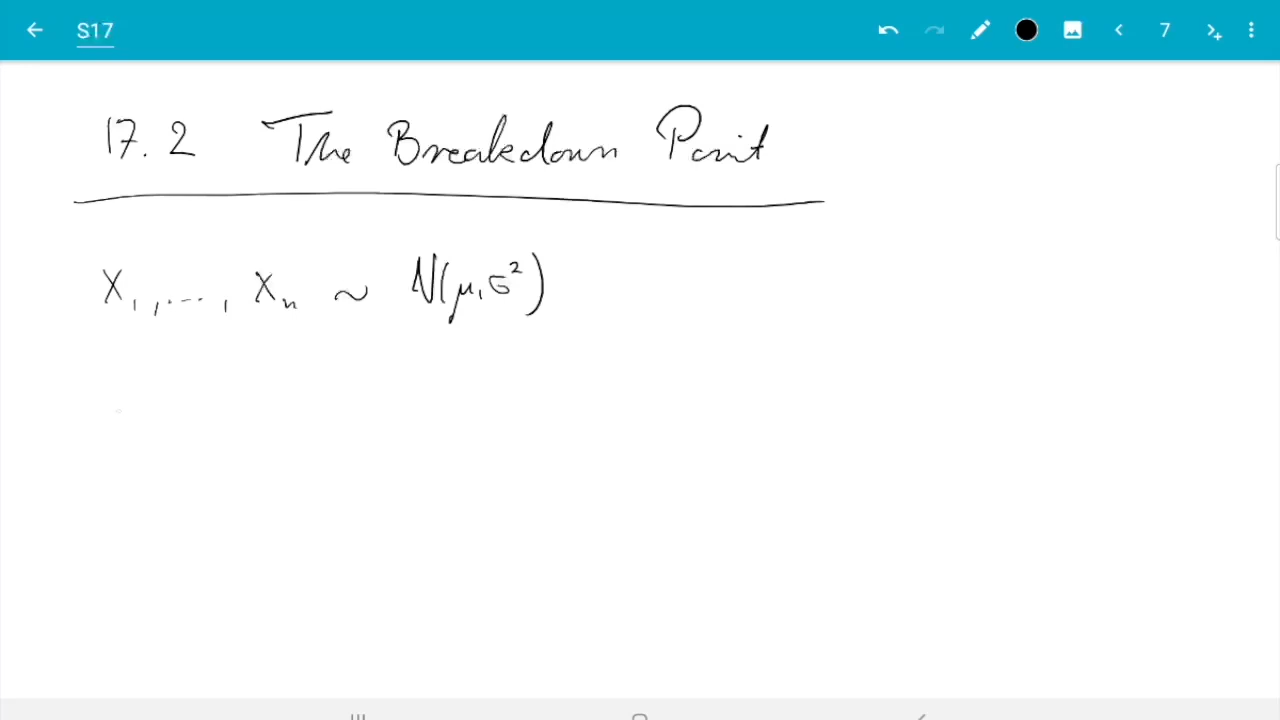 S17
7
17.2 The Breakdown Point
X₁,...., Xₙ ~ N(μ,σ²)